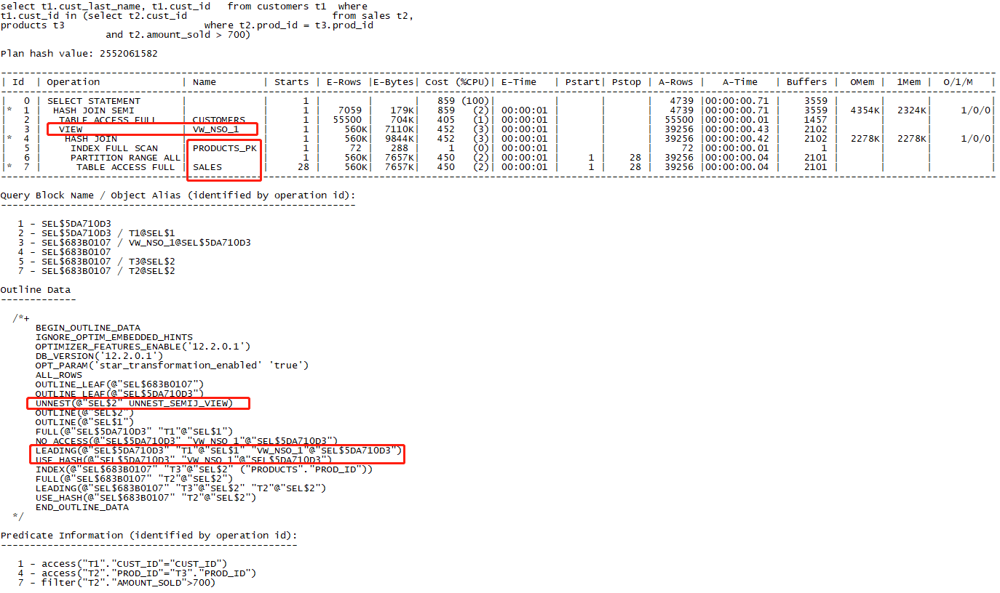 select t1.cust_last_name, t1.cust_id   from customers t1  where
t1.cust_id in (select t2.cust_id                         from sales t2,
products t3                        where t2.prod_id = t3.prod_id
                  and t2.amount_sold > 700)
Plan hash value: 2552061582
---------------------------------------------------------------------------
| Id  | Operation              | Name        | Starts | E-Rows |E-Bytes| Cost (%CPU)| E-Time   | Pstart| Pstop | A-Rows |   A-Time   | Buffers |  OMem |  1Mem |  O/1/M   |
---------------------------------------------------------------------------
|   0 | SELECT STATEMENT       |             |      1 |        |       |   859 (100)|          |       |       |   4739 |00:00:00.71 |    3559 |       |       |          |
|*  1 |  HASH JOIN SEMI        |             |      1 |   7059 |   179K|   859   (2)| 00:00:01 |       |       |   4739 |00:00:00.71 |    3559 |  4354K|  2324K|     1/0/0|
|   2 |   TABLE ACCESS FULL    | CUSTOMERS   |      1 |  55500 |   704K|   405   (1)| 00:00:01 |       |       |  55500 |00:00:00.01 |    1457 |       |       |          |
|   3 |   VIEW                 | VW_NSO_1    |      1 |    560K|  7110K|   452   (3)| 00:00:01 |       |       |  39256 |00:00:00.43 |    2102 |       |       |          |
|*  4 |    HASH JOIN           |             |      1 |    560K|  9844K|   452   (3)| 00:00:01 |       |       |  39256 |00:00:00.42 |    2102 |  2278K|  2278K|     1/0/0|
|   5 |     INDEX FULL SCAN    | PRODUCTS_PK |      1 |     72 |   288 |     1   (0)| 00:00:01 |       |       |     72 |00:00:00.01 |       1 |       |       |          |
|   6 |     PARTITION RANGE ALL|             |      1 |    560K|  7657K|   450   (2)| 00:00:01 |     1 |    28 |  39256 |00:00:00.04 |    2101 |       |       |          |
|*  7 |      TABLE ACCESS FULL | SALES       |     28 |    560K|  7657K|   450   (2)| 00:00:01 |     1 |    28 |  39256 |00:00:00.04 |    2101 |       |       |          |
---------------------------------------------------------------------------
Query Block Name / Object Alias (identified by operation id):
-------------------------------------------------------------
   1 - SEL$5DA710D3
   2 - SEL$5DA710D3 / T1@SEL$1
   3 - SEL$683B0107 / VW_NSO_1@SEL$5DA710D3
   4 - SEL$683B0107
   5 - SEL$683B0107 / T3@SEL$2
   7 - SEL$683B0107 / T2@SEL$2
Outline Data
-------------
  /*+
      BEGIN_OUTLINE_DATA
      IGNORE_OPTIM_EMBEDDED_HINTS
      OPTIMIZER_FEATURES_ENABLE('12.2.0.1')
      DB_VERSION('12.2.0.1')
      OPT_PARAM('star_transformation_enabled' 'true')
      ALL_ROWS
      OUTLINE_LEAF(@"SEL$683B0107")
      OUTLINE_LEAF(@"SEL$5DA710D3")
      UNNEST(@"SEL$2" UNNEST_SEMIJ_VIEW)
      OUTLINE(@"SEL$2")
      OUTLINE(@"SEL$1")
      FULL(@"SEL$5DA710D3" "T1"@"SEL$1")
      NO_ACCESS(@"SEL$5DA710D3" "VW_NSO_1"@"SEL$5DA710D3")
      LEADING(@"SEL$5DA710D3" "T1"@"SEL$1" "VW_NSO_1"@"SEL$5DA710D3")
      USE_HASH(@"SEL$5DA710D3" "VW_NSO_1"@"SEL$5DA710D3")
      INDEX(@"SEL$683B0107" "T3"@"SEL$2" ("PRODUCTS"."PROD_ID"))
      FULL(@"SEL$683B0107" "T2"@"SEL$2")
      LEADING(@"SEL$683B0107" "T3"@"SEL$2" "T2"@"SEL$2")
      USE_HASH(@"SEL$683B0107" "T2"@"SEL$2")
      END_OUTLINE_DATA
  */
Predicate Information (identified by operation id):
---------------------------------------------------
   1 - access("T1"."CUST_ID"="CUST_ID")
   4 - access("T2"."PROD_ID"="T3"."PROD_ID")
   7 - filter("T2"."AMOUNT_SOLD">700)